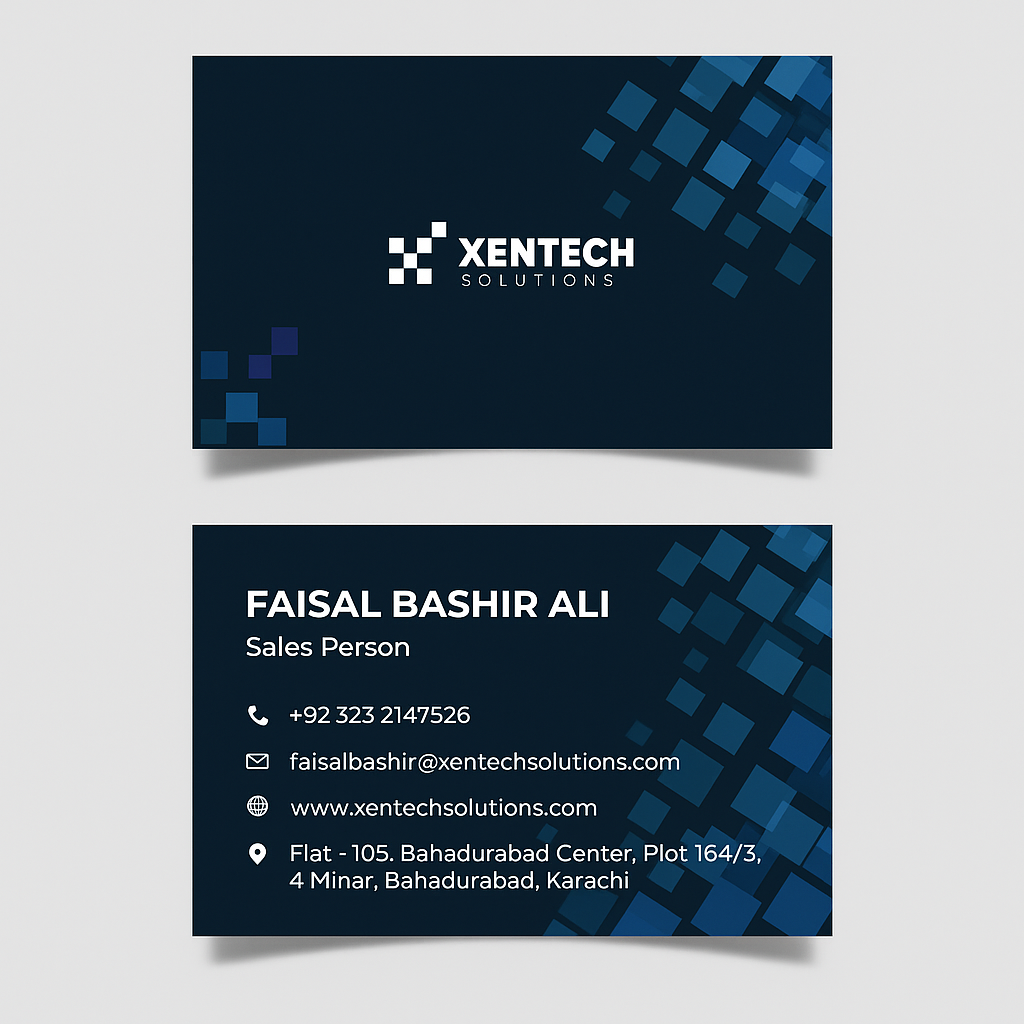 XENTECH
SOLUTIONS
FAISAL BASHIR ALI
Sales Person
+92 323 2147526
faisalbashir@xentechsolutions.com
www.xentechsolutions.com
Flat - 105. Bahadurabad Center, Plot 164/3,
4 Minar, Bahadurabad, Karachi